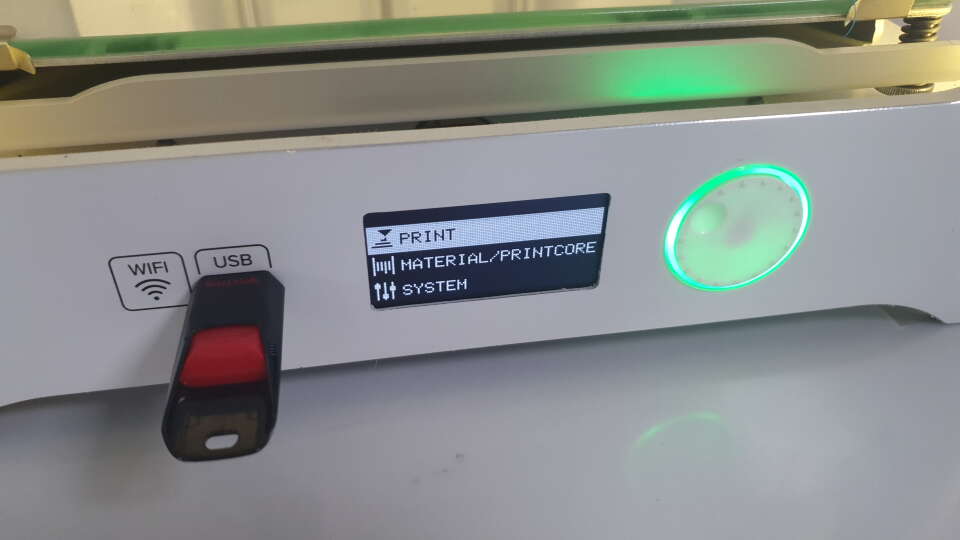 WIFI
USB
PRINT
MATERIAL/PRINTCORE
SYSTEM